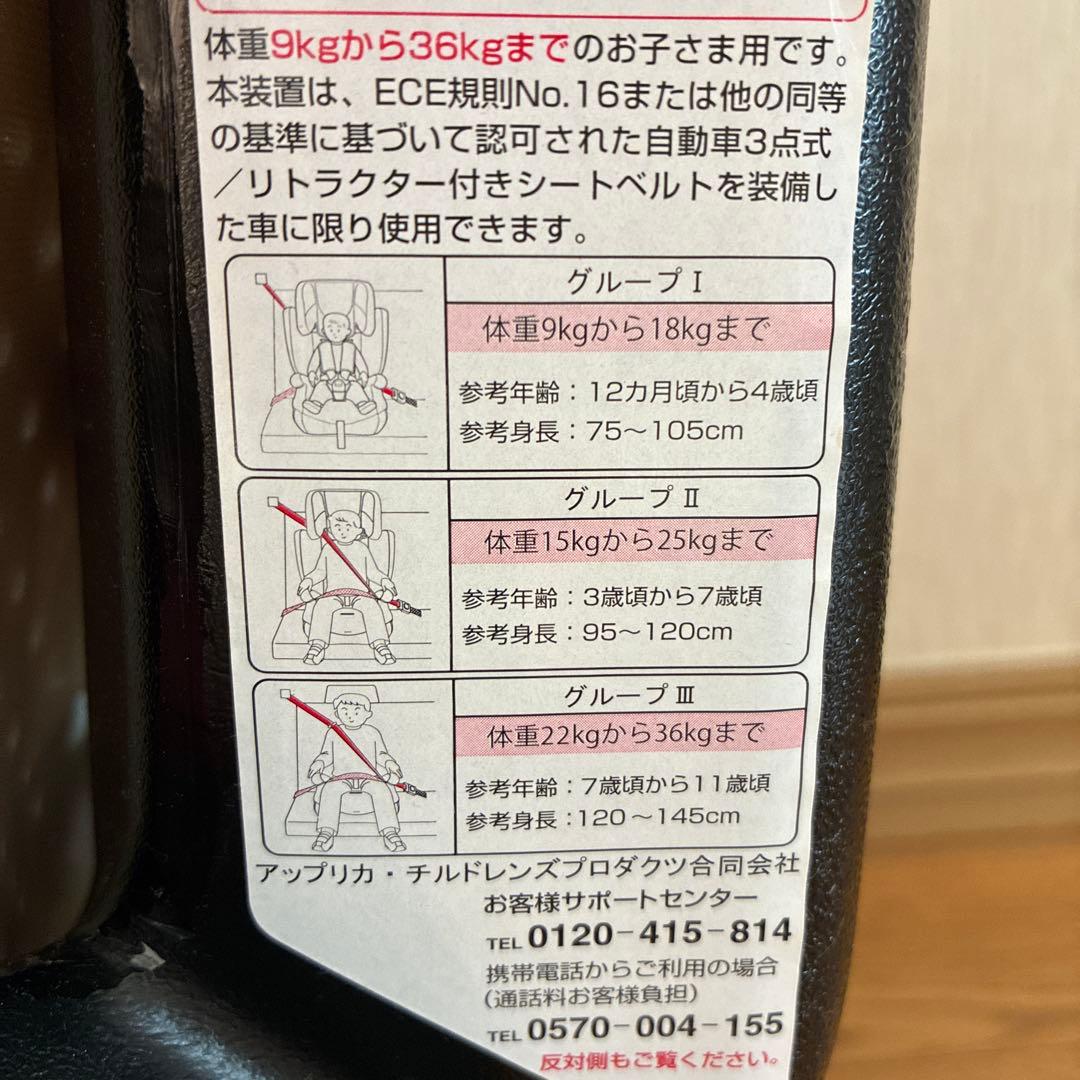 体重9kgから36kgまでのお子さま用です。
本装置は、ECE規則No.16または他の同等
の基準に基づいて認可された自動車3点式
／リトラクター付きシートベルトを装備し
た車に限り使用できます。
グループⅠ
体重9kgから18kgまで
参考年齢：12カ月頃から4歳頃
参考身長：75～105cm
グループⅡ
体重15kgから25kgまで
参考年齢：3歳頃から7歳頃
参考身長：95～120cm
グループⅢ
体重22kgから36kgまで
参考年齢：7歳頃から11歳頃
参考身長：120～145cm
アップリカ・チルドレンズプロダクツ合同会社
お客様サポートセンター
TEL 0120-415-814
携帯電話からご利用の場合
（通話料お客様負担）
TEL 0570-004-155
反対側もご覧ください。